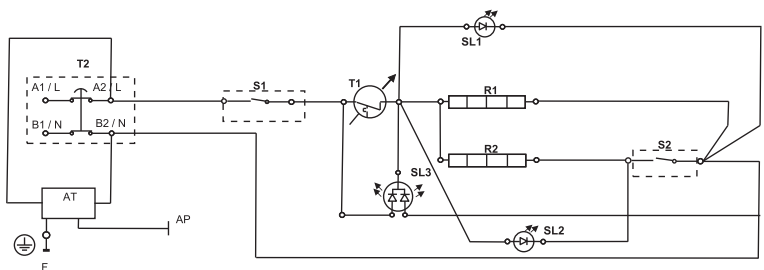 SL1
T2
A1 / L
A2 / L
S1
T1
R1
B1 / N
B2 / N
R2
S2
SL3
AT
AP
SL2
F